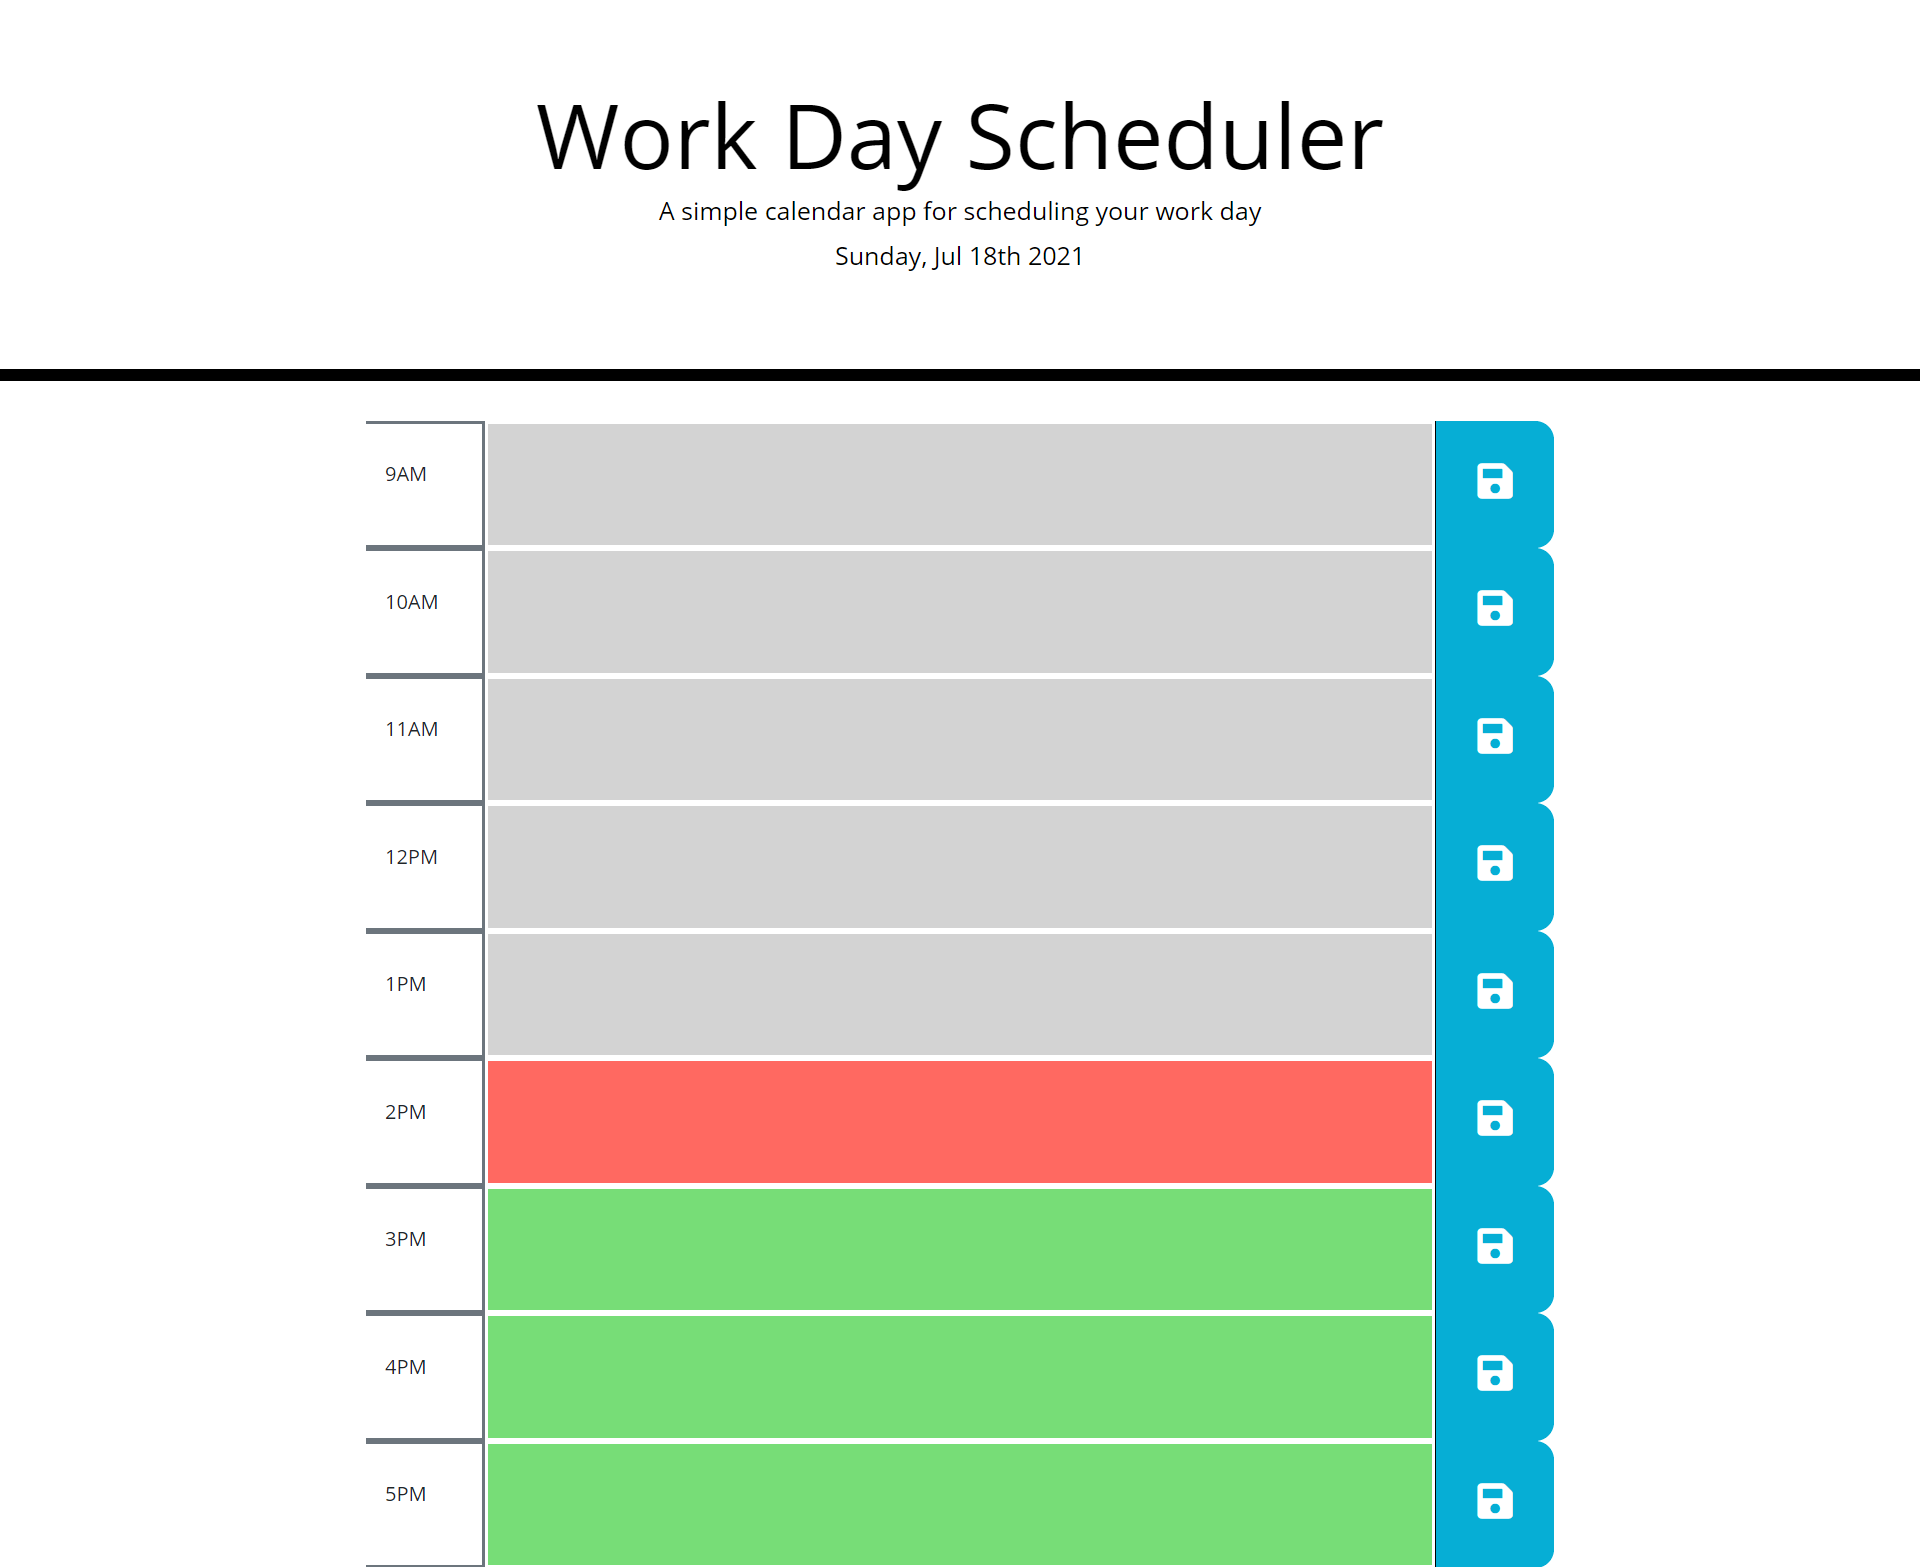 Work Day Scheduler
A simple calendar app for scheduling your work day
Sunday, Jul 18th 2021
9AM
10AM
11AM
12PM
1PM
2PM
3PM
4PM
5PM